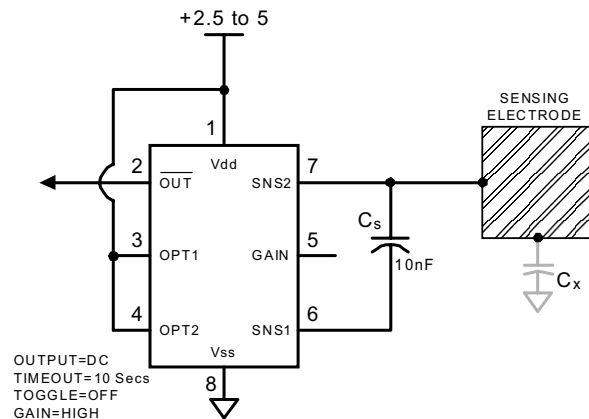 +2.5 to 5
SENSING
ELECTRODE
1
Vdd
2
OUT
SNS2
7
3
OPT1
GAIN
5
Cs
10nF
4
OPT2
SNS1
6
Cx
Vss
8
OUTPUT=DC
TIMEOUT=10 Secs
TOGGLE=OFF
GAIN=HIGH